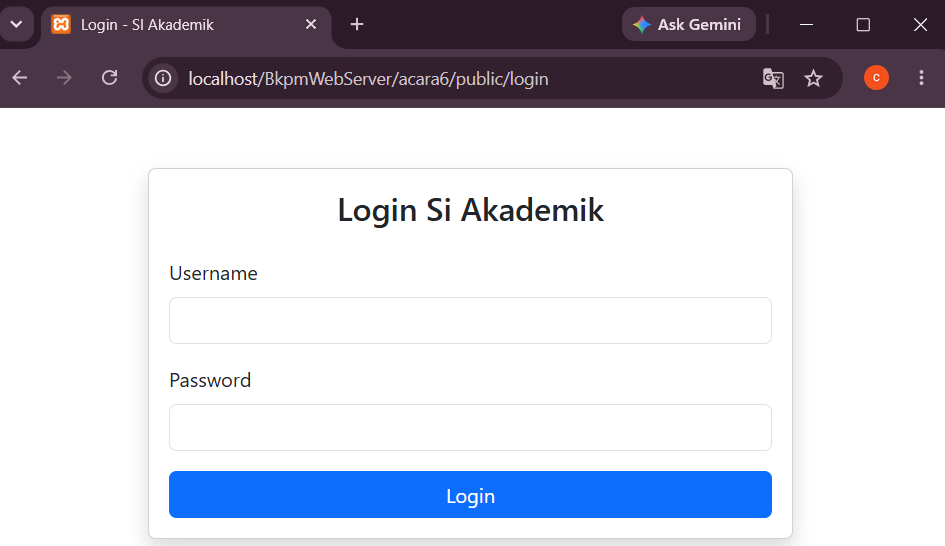 Login - SI Akademik
Ask Gemini
localhost/BkpmWebServer/acara6/public/login
C
Login Si Akademik
Username
Password
Login